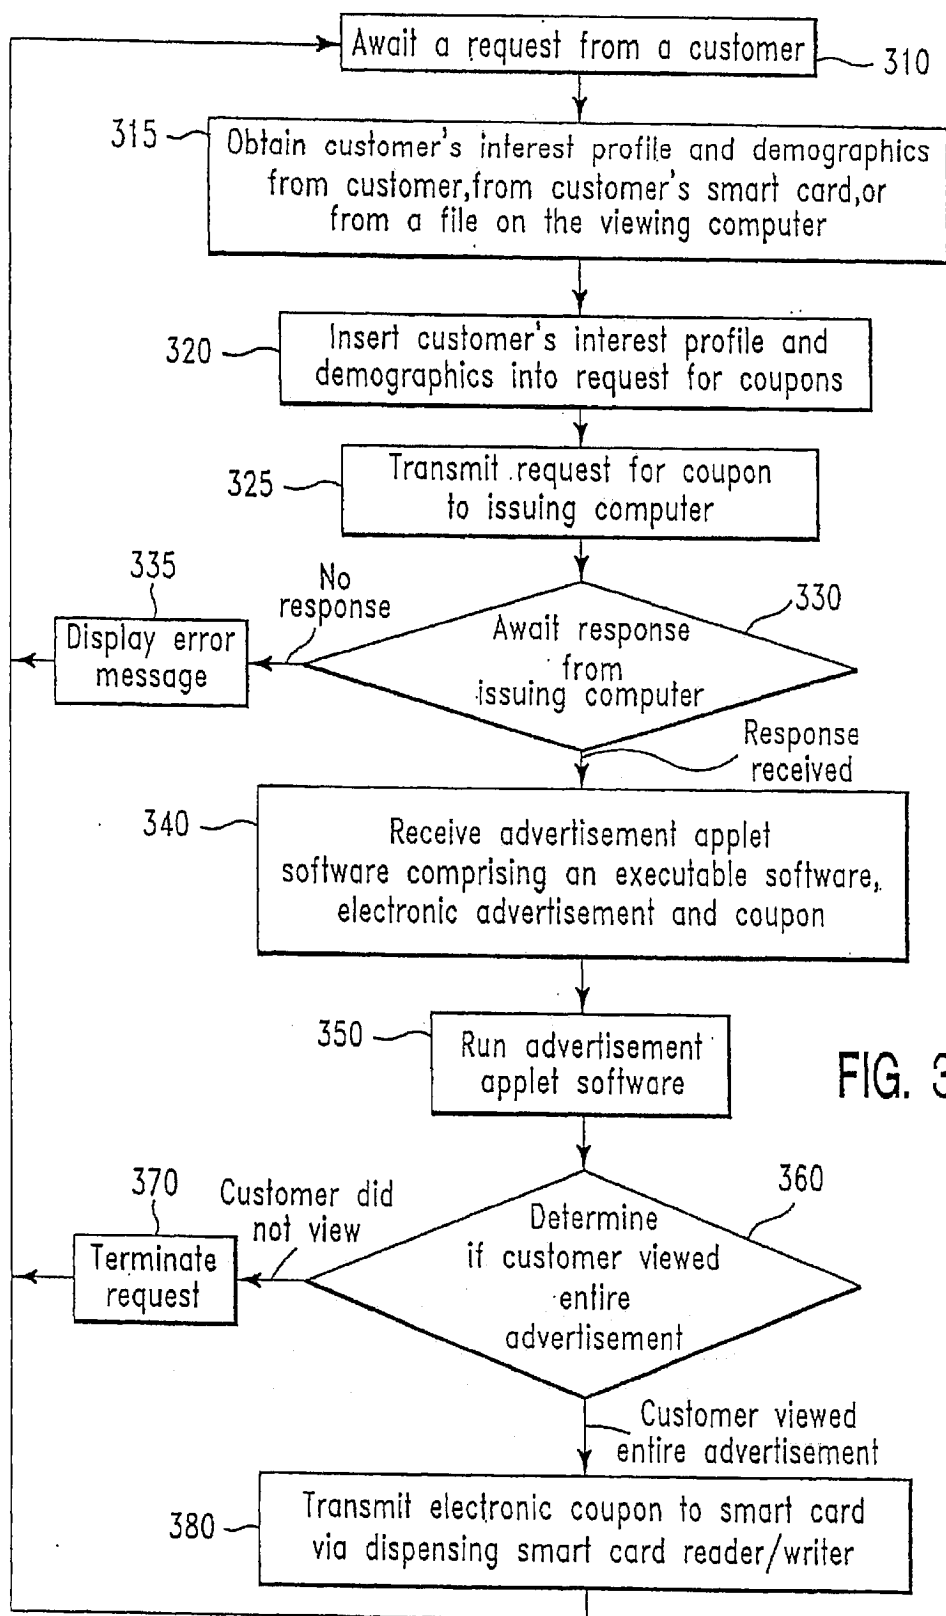 Await a request from a customer
310
315
Obtain customer's interest profile and demographics
from customer,from customer's smart card,or
from a file on the viewing computer
320
Insert customer's interest profile and
demographics into request for coupons
325
Transmit request for coupon
to issuing computer
335
No
response
330
Display error
message
Await response
from
issuing computer
Response
received
340
Receive advertisement applet
software comprising an executable software,
electronic advertisement and coupon
350
Run advertisement
applet software
FIG. 3
370
Customer did
not view
360
Terminate
request
Determine
if customer viewed
entire
advertisement
Customer viewed
entire advertisement
380
Transmit electronic coupon to smart card
via dispensing smart card reader/writer